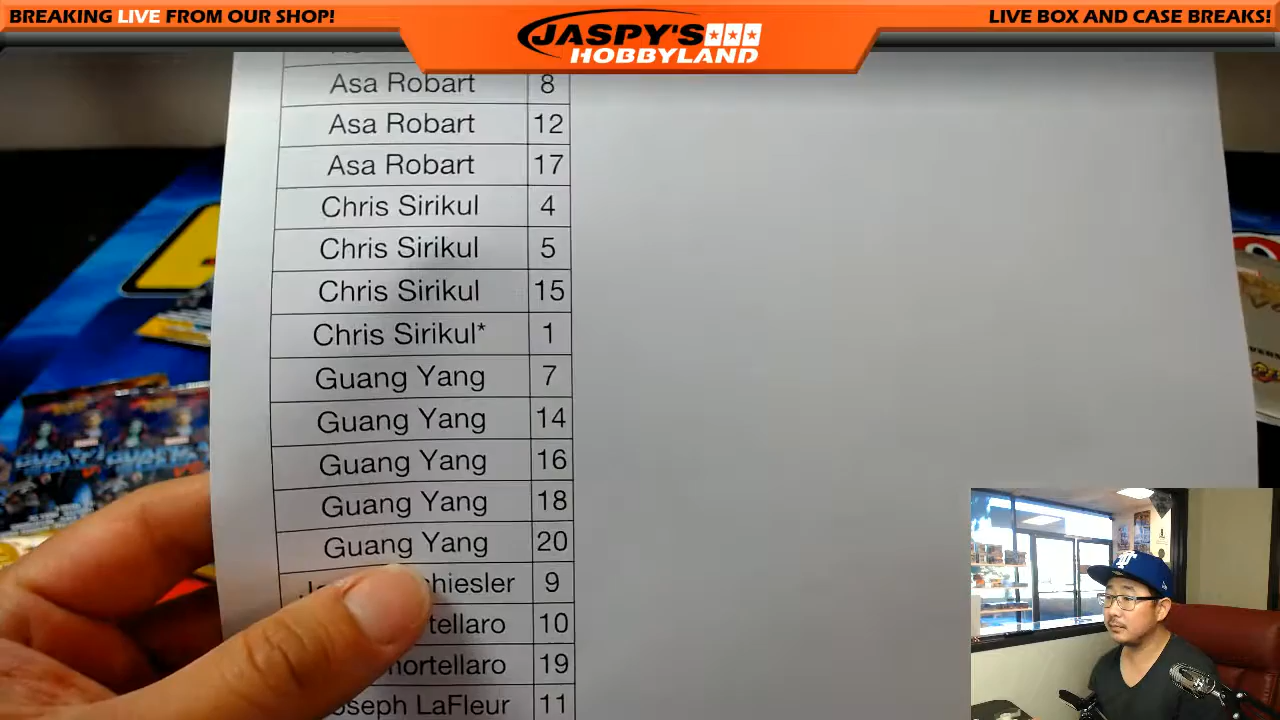 BREAKING LIVE FROM OUR SHOP!
JASPY'S
HOBBYLAND
LIVE BOX AND CASE BREAKS!
Asa Robart 8
Asa Robart 12
Asa Robart 17
Chris Sirikul 4
Chris Sirikul 5
Chris Sirikul 15
Chris Sirikul* 1
Guang Yang 7
Guang Yang 14
Guang Yang 16
Guang Yang 18
Guang Yang 20
9
10
19
LaFleur 11